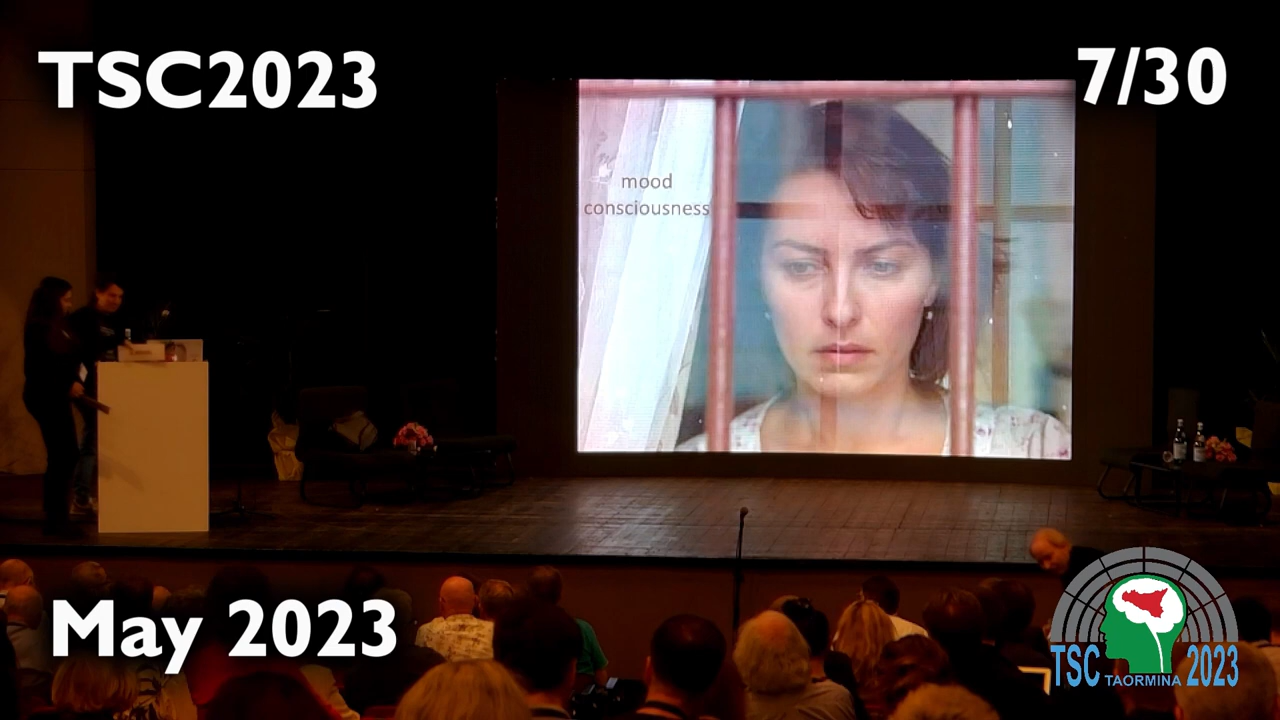 TSC2023
7/30
mood
consciousness
May 2023
TSC TAORMINA 2023